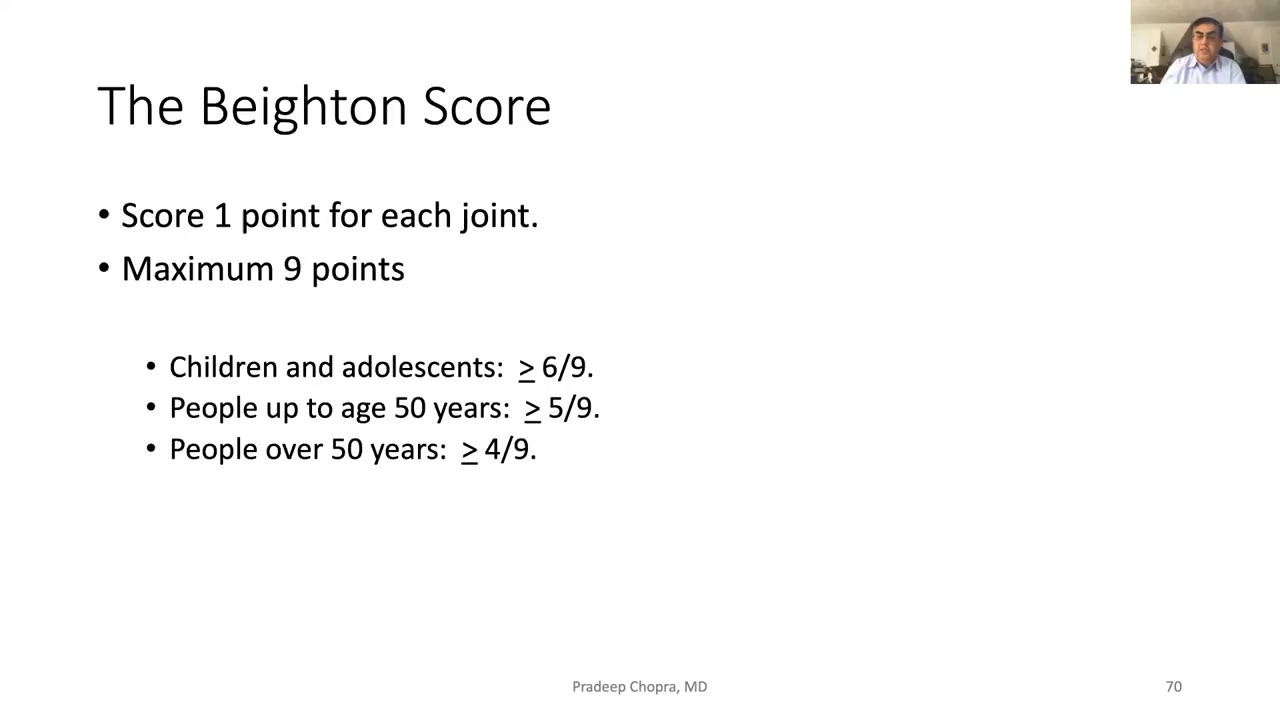 The Beighton Score
• Score 1 point for each joint.
• Maximum 9 points
• Children and adolescents: ≥ 6/9.
• People up to age 50 years: ≥ 5/9.
• People over 50 years: ≥ 4/9.
Pradeep Chopra, MD
70